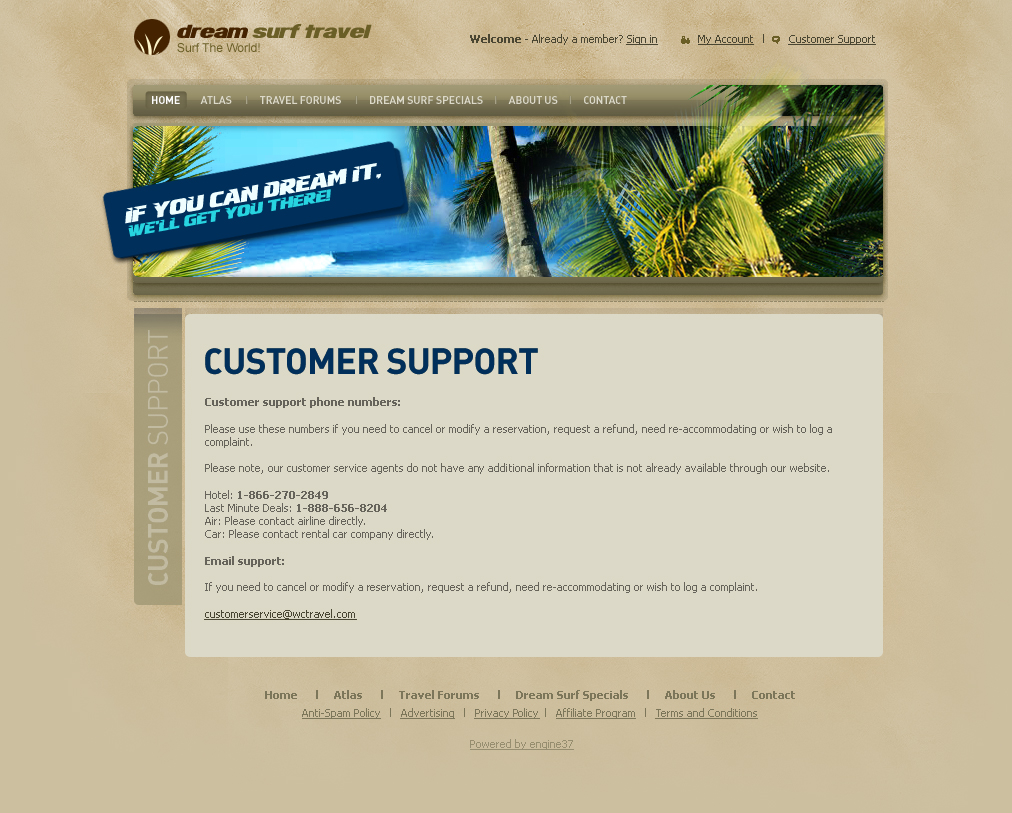 dream surf travel
Surf The World!
Welcome - Already a member? Sign in
My Account | Customer Support
HOME ATLAS | TRAVEL FORUMS | DREAM SURF SPECIALS | ABOUT US | CONTACT
IF YOU CAN DREAM IT.
WE'LL GET YOU THERE!
CUSTOMER SUPPORT
CUSTOMER SUPPORT
Customer support phone numbers:
Please use these numbers if you need to cancel or modify a reservation, request a refund, need re-accommodating or wish to log a
complaint.
Please note, our customer service agents do not have any additional information that is not already available through our website.
Hotel: 1-866-270-2849
Last Minute Deals: 1-888-656-8204
Air: Please contact airline directly.
Car: Please contact rental car company directly.
Email support:
If you need to cancel or modify a reservation, request a refund, need re-accommodating or wish to log a complaint.
customerservice@wctravel.com
Home | Atlas | Travel Forums | Dream Surf Specials | About Us | Contact
Anti-Spam Policy | Advertising | Privacy Policy | Affiliate Program | Terms and Conditions
Powered by engine37